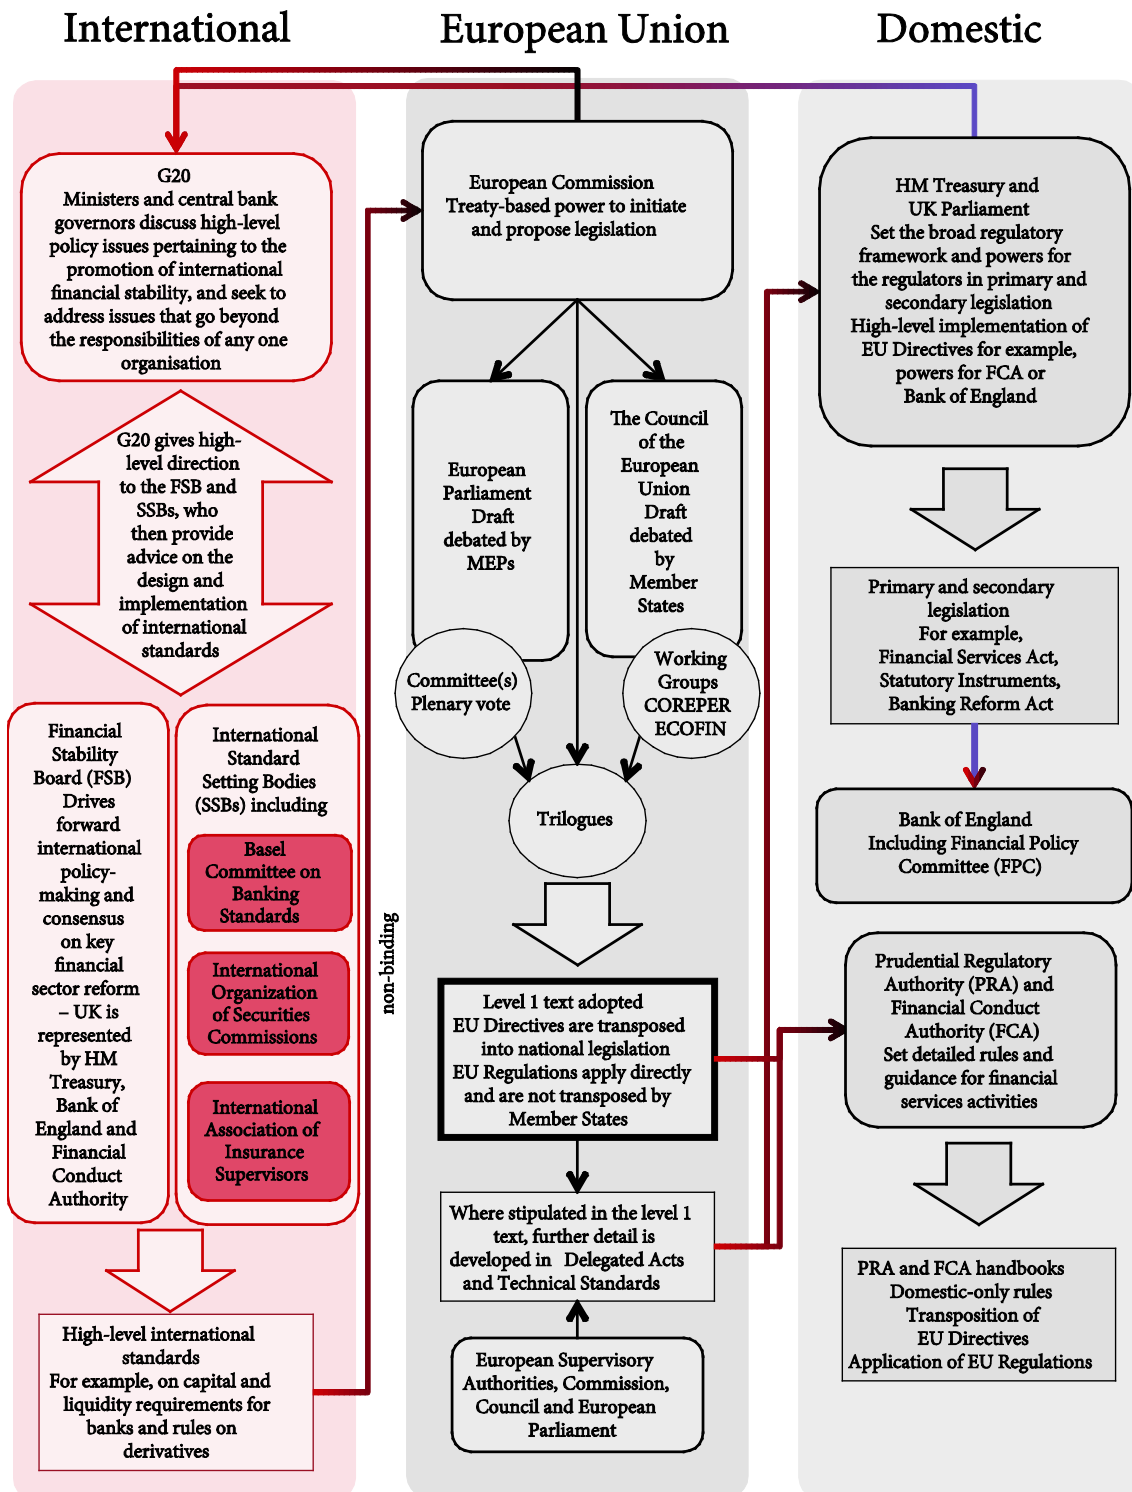 International
European Union
Domestic
G20
Ministers and central bank
governors discuss high-level
policy issues pertaining to the
promotion of international
financial stability, and seek to
address issues that go beyond
the responsibilities of any one
organisation
G20 gives high-
level direction
to the FSB and
SSBs, who
then provide
advice on the
design and
implementation
of international
standards
Financial
Stability
Board (FSB)
Drives
forward
international
policy-
making and
consensus
on key
financial
sector reform
– UK is
represented
by HM
Treasury,
Bank of
England and
Financial
Conduct
Authority
International
Standard
Setting Bodies
(SSBs) including
Basel
Committee on
Banking
Standards
International
Organization
of Securities
Commissions
International
Association of
Insurance
Supervisors
High-level international
standards
For example, on capital and
liquidity requirements for
banks and rules on
derivatives
non-binding
European Commission
Treaty-based power to initiate
and propose legislation
European
Parliament
Draft
debated by
MEPs
The Council
of the
European
Union
Draft
debated
by
Member
States
Committee(s)
Plenary vote
Working
Groups
COREPER
ECOFIN
Trilogues
Level 1 text adopted
EU Directives are transposed
into national legislation
EU Regulations apply directly
and are not transposed by
Member States
Where stipulated in the level 1
text, further detail is
developed in Delegated Acts
and Technical Standards
European Supervisory
Authorities, Commission,
Council and European
Parliament
HM Treasury and
UK Parliament
Set the broad regulatory
framework and powers for
the regulators in primary and
secondary legislation
High-level implementation of
EU Directives for example,
powers for FCA or
Bank of England
Primary and secondary
legislation
For example,
Financial Services Act,
Statutory Instruments,
Banking Reform Act
Bank of England
Including Financial Policy
Committee (FPC)
Prudential Regulatory
Authority (PRA) and
Financial Conduct
Authority (FCA)
Set detailed rules and
guidance for financial
services activities
PRA and FCA handbooks
Domestic-only rules
Transposition of
EU Directives
Application of EU Regulations